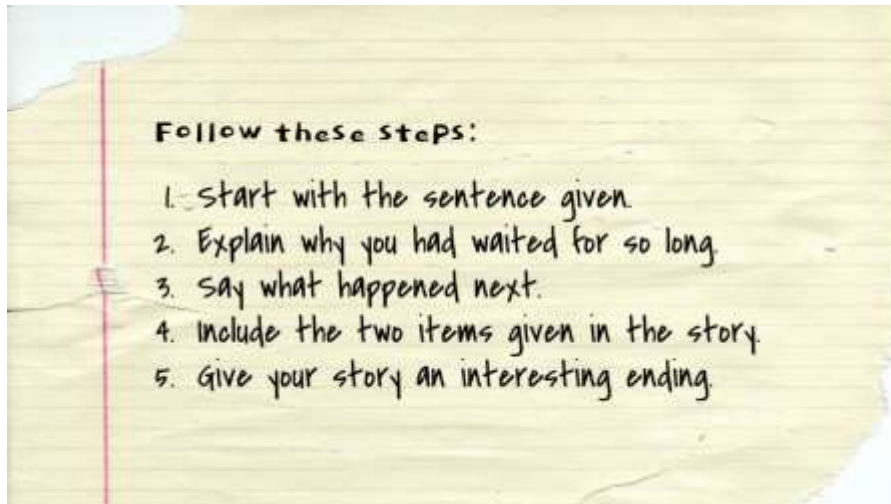 Follow these steps:
1. Start with the sentence given.
2. Explain why you had waited for so long.
3. Say what happened next.
4. Include the two items given in the story.
5. Give your story an interesting ending.